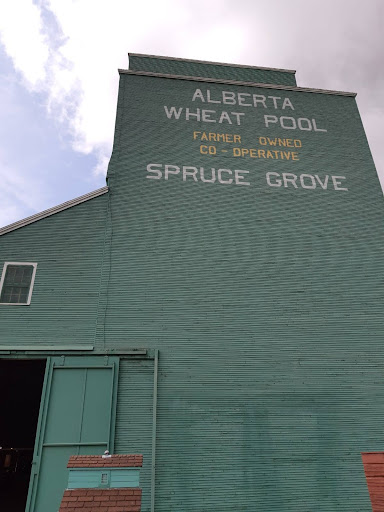 ALBERTA
WHEAT POOL
FARMER OWNED
CO-OPERATIVE
SPRUCE GROVE